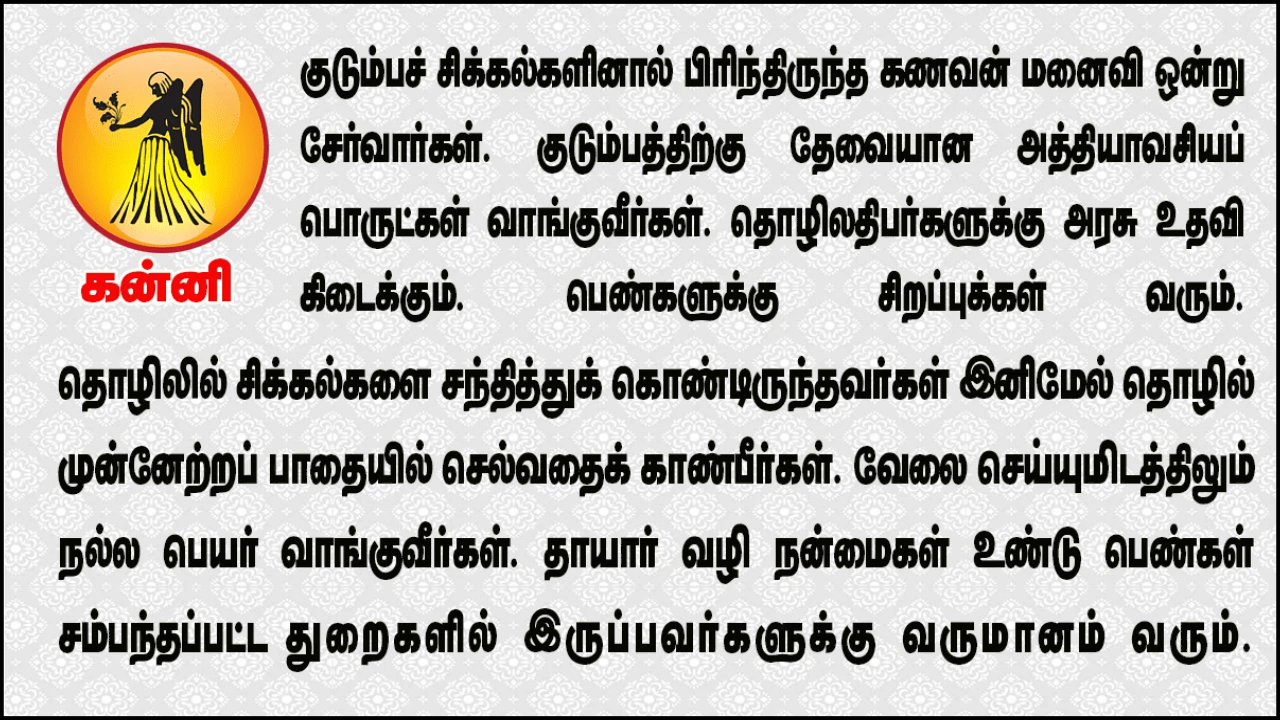 குடும்பச் சிக்கல்களினால் பிரிந்திருந்த கணவன் மனைவி ஒன்று
சேர்வார்கள். குடும்பத்திற்கு தேவையான அத்தியாவசியப்
பொருட்கள் வாங்குவீர்கள். தொழிலதிபர்களுக்கு அரசு உதவி
கிடைக்கும். பெண்களுக்கு சிறப்புக்கள் வரும்.
கன்னி
தொழிலில் சிக்கல்களை சந்தித்துக் கொண்டிருந்தவர்கள் இனிமேல் தொழில்
முன்னேற்றப் பாதையில் செல்வதைக் காண்பீர்கள். வேலை செய்யுமிடத்திலும்
நல்ல பெயர் வாங்குவீர்கள். தாயார் வழி நன்மைகள் உண்டு பெண்கள்
சம்பந்தப்பட்ட துறைகளில் இருப்பவர்களுக்கு வருமானம் வரும்.